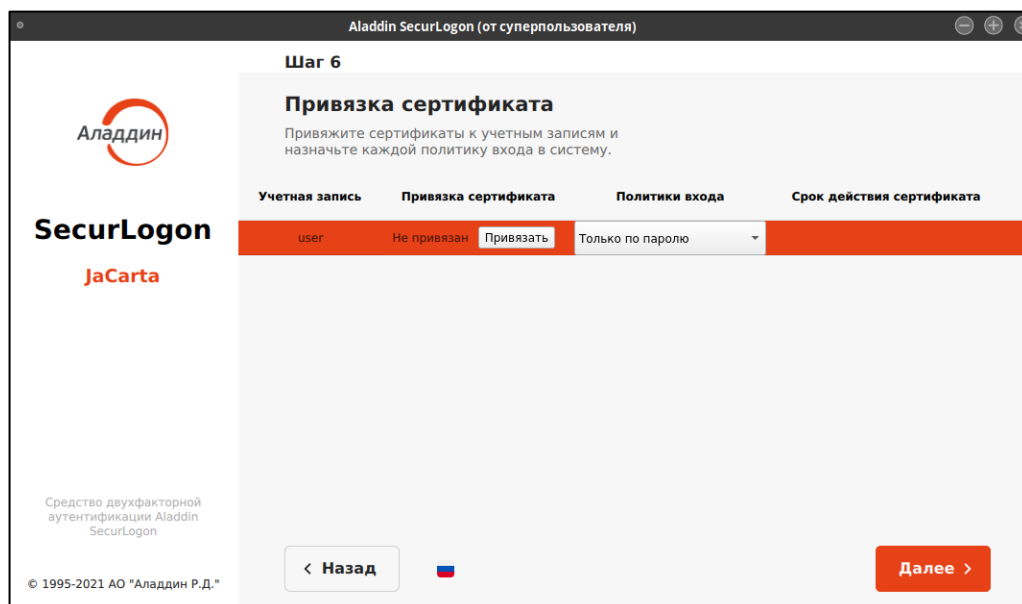 Aladdin SecurLogon (от суперпользователя)
Шаг 6
Аладдин
Привязка сертификата
Привяжите сертификаты к учетным записям и
назначьте каждой политику входа в систему.
SecurLogon
JaCarta
Учетная запись Привязка сертификата Политики входа Срок действия сертификата
user Не привязан Привязать Только по паролю
Средство двухфакторной
аутентификации Aladdin
SecurLogon
© 1995-2021 АО "Аладдин Р.Д."
Назад
Далее